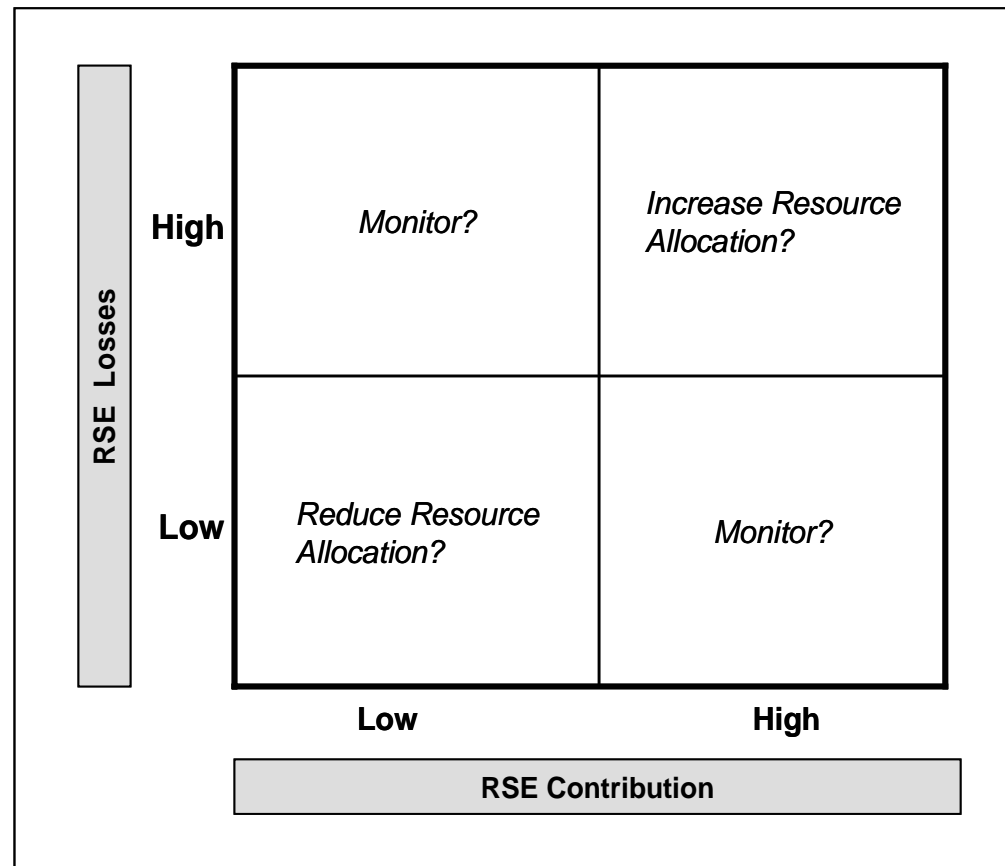 RSE Losses
High
Monitor?
Increase Resource
Allocation?
Low
Reduce Resource
Allocation?
Monitor?
Low
High
RSE Contribution